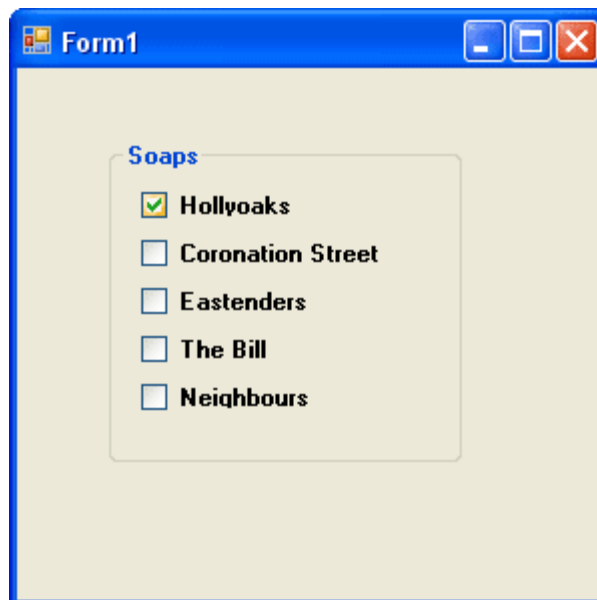 Form1
Soaps
Hollyoaks
Coronation Street
Eastenders
The Bill
Neighbours